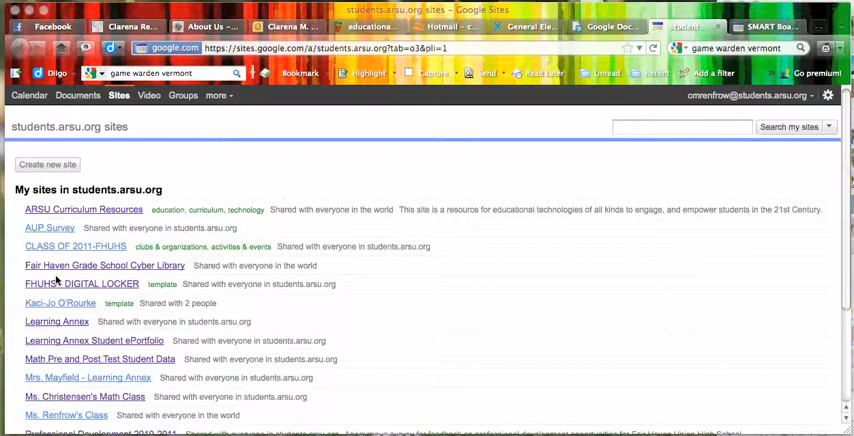 students.arsu.org sites – Google Sites
Facebook Clarena Re... About Us -... Clarena M. ... educational... Hotmail - c... General Ele... Google Doc... Student SMART Boa...
google.com https://sites.google.com/a/students.arsu.org?tab=o3&pli=1 game warden vermont
Diigo game warden vermont Bookmark Highlight Capture Send Read Later Unread Recent Add a filter Go premium!
Calendar Documents Sites Video Groups more cmrenfrow@students.arsu.org
students.arsu.org sites Search my sites
Create new site
My sites in students.arsu.org
ARSU Curriculum Resources education, curriculum, technology Shared with everyone in the world This site is a resource for educational technologies of all kinds to engage, and empower students in the 21st Century.
AUP Survey Shared with everyone in students.arsu.org
CLASS OF 2011-FHUHS clubs & organizations, activities & events Shared with everyone in students.arsu.org
Fair Haven Grade School Cyber Library Shared with everyone in the world
FHUHS DIGITAL LOCKER template Shared with everyone in students.arsu.org
Kaci-Jo O'Rourke template Shared with 2 people
Learning Annex Shared with everyone in students.arsu.org
Learning Annex Student ePortfolio Shared with everyone in students.arsu.org
Math Pre and Post Test Student Data Shared with everyone in students.arsu.org
Mrs. Mayfield - Learning Annex Shared with everyone in students.arsu.org
Ms. Christensen's Math Class Shared with everyone in students.arsu.org
Ms. Renfrow's Class Shared with everyone in the world
Professional Development 2010-2011